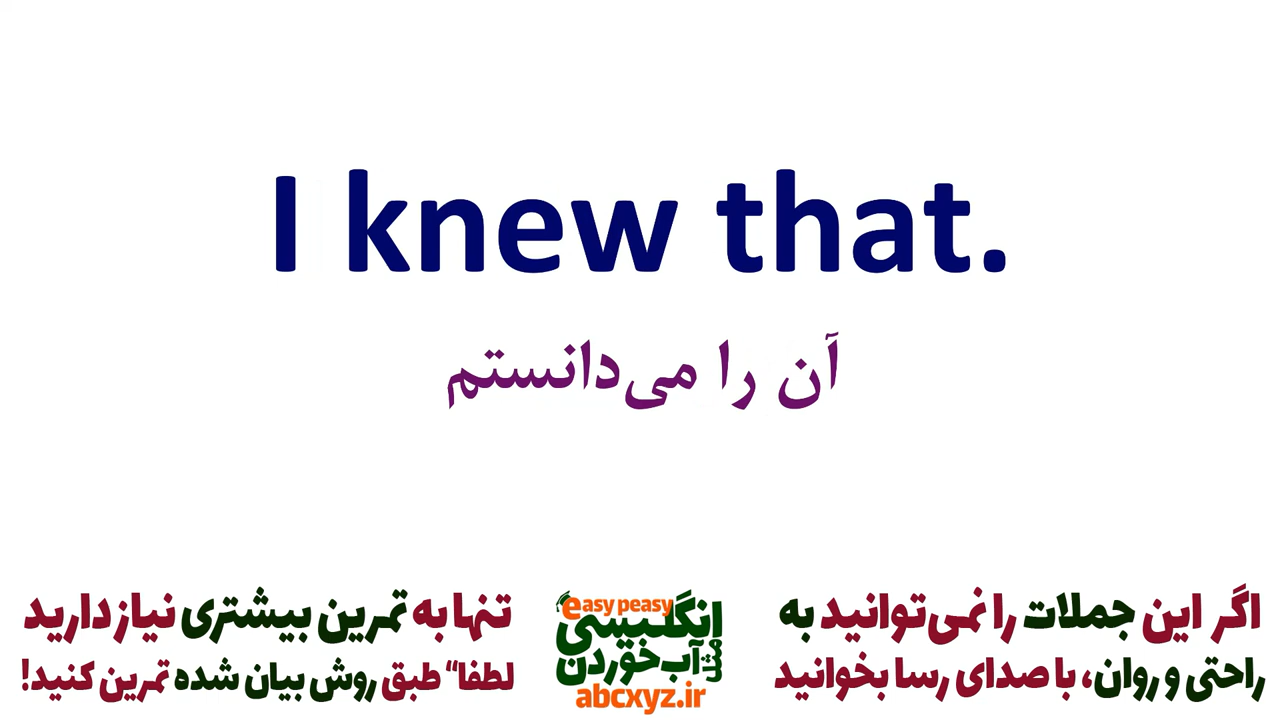 I knew that.
آن را می‌دانستم
اگر این جملات را نمی‌توانید به
راحتی و روان، با صدای رسا بخوانید
easy peasy
انگلیسی
مثل آب خوردن
abcxyz.ir
تنها به تمرین بیشتری نیاز دارید
لطفا“ طبق روش بیان شده تمرین کنید!